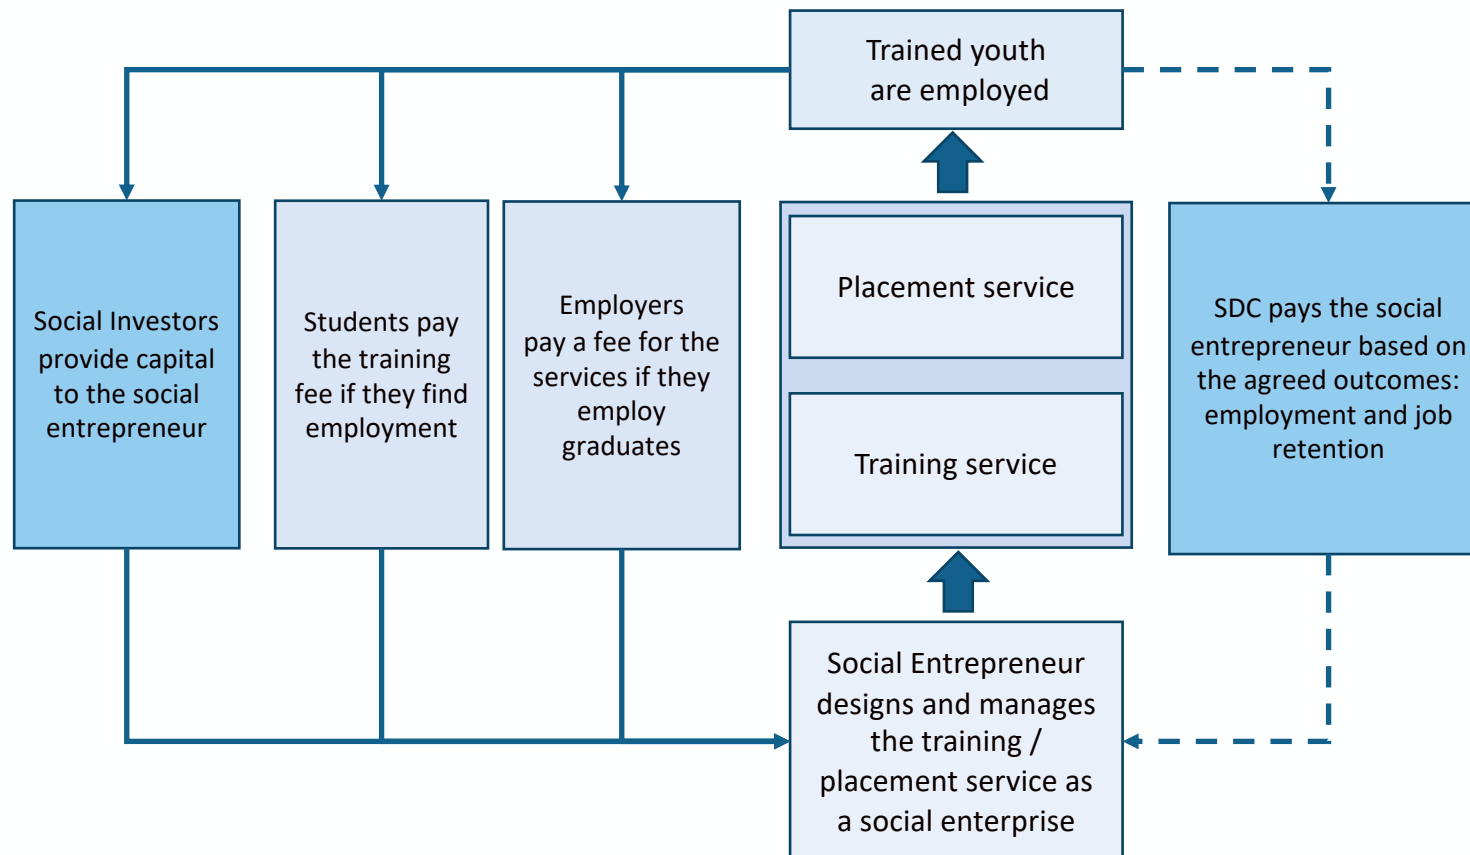 Trained youth
are employed
Social Investors
provide capital
to the social
entrepreneur
Students pay
the training
fee if they find
employment
Employers
pay a fee for the
services if they
employ
graduates
Placement service
Training service
SDC pays the social
entrepreneur based on
the agreed outcomes:
employment and job
retention
Social Entrepreneur
designs and manages
the training /
placement service as
a social enterprise